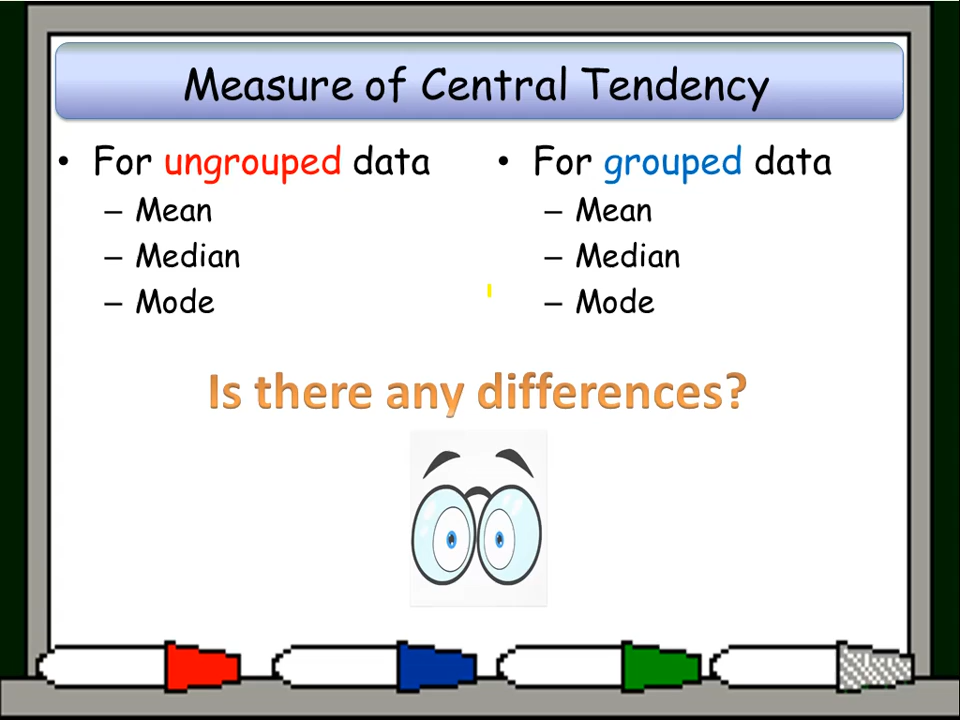 Measure of Central Tendency
• For ungrouped data
– Mean
– Median
– Mode
• For grouped data
– Mean
– Median
– Mode
Is there any differences?